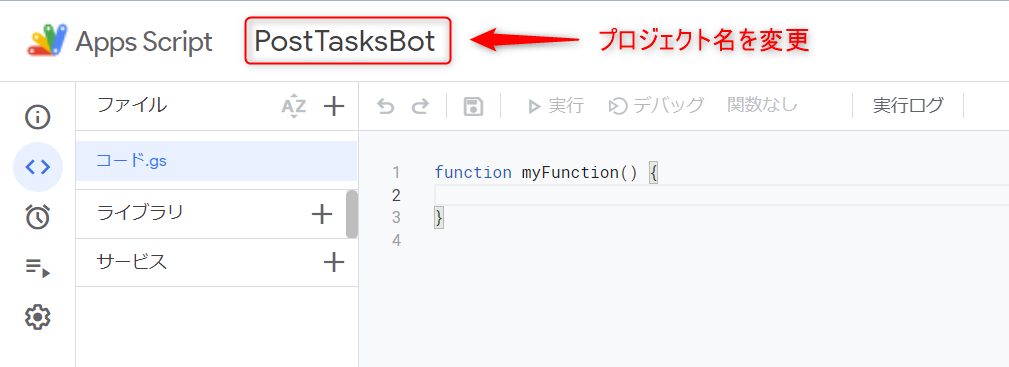 Apps Script PostTasksBot プロジェクト名を変更
ファイル AZ 実行 デバッグ 関数なし 実行ログ
コード.gs
ライブラリ
サービス
1 function myFunction() {
2
3 }
4